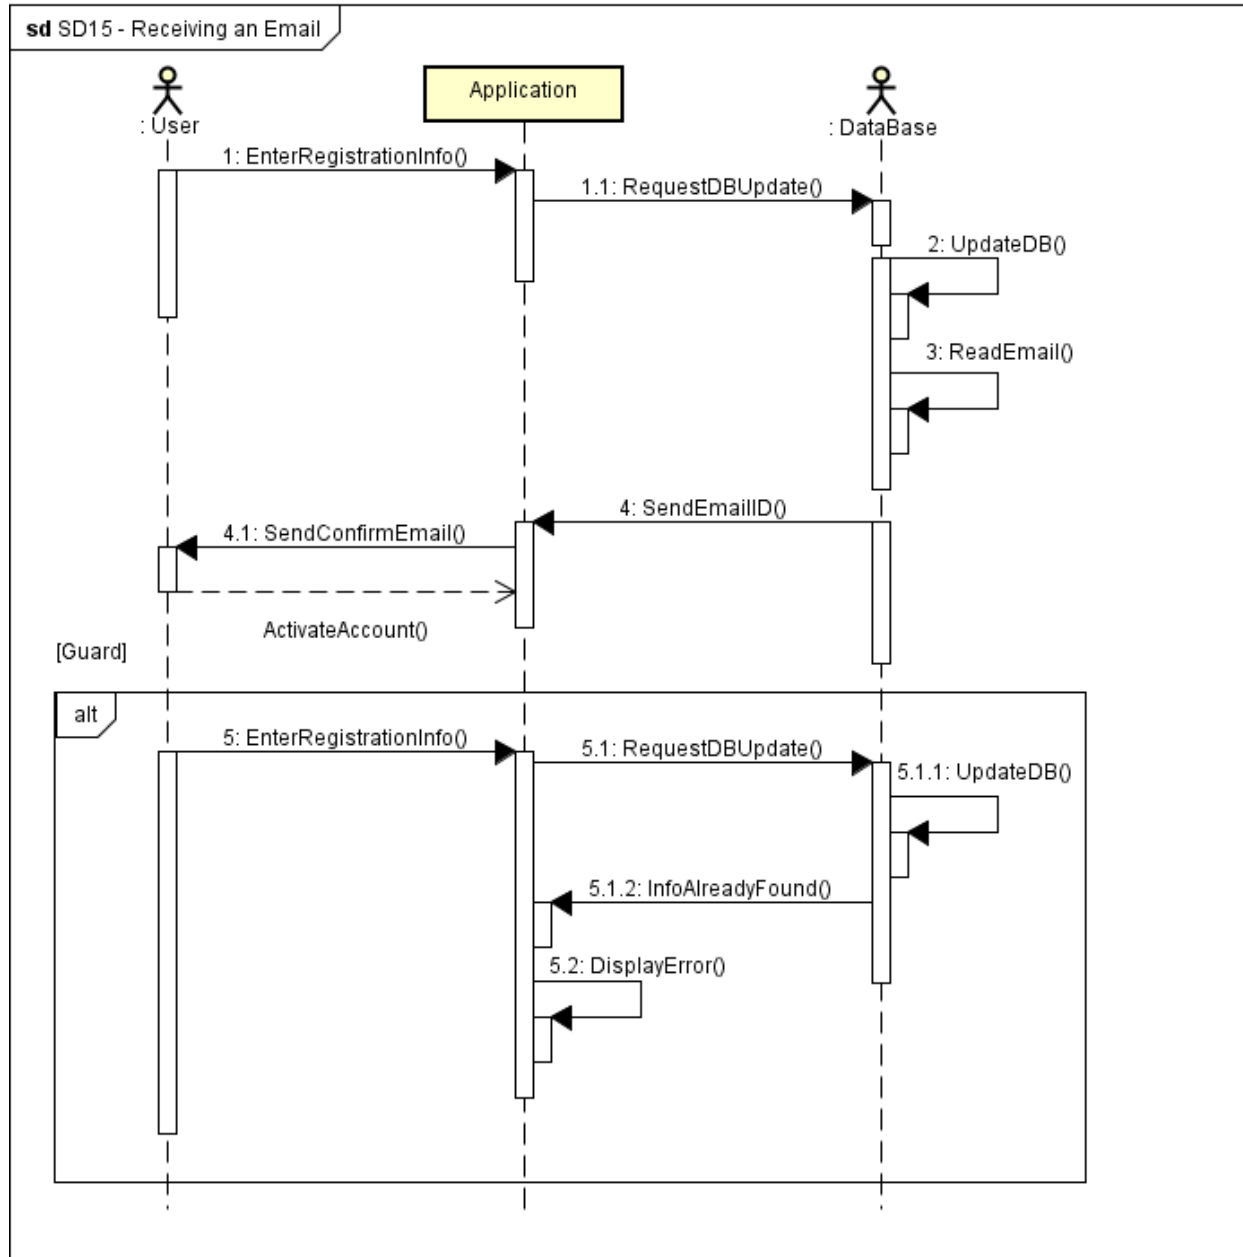 sd SD15 - Receiving an Email
: User
Application
: DataBase
1: EnterRegistrationInfo()
1.1: RequestDBUpdate()
2: UpdateDB()
3: ReadEmail()
4: SendEmailID()
4.1: SendConfirmEmail()
ActivateAccount()
[Guard]
alt
5: EnterRegistrationInfo()
5.1: RequestDBUpdate()
5.1.1: UpdateDB()
5.1.2: InfoAlreadyFound()
5.2: DisplayError()